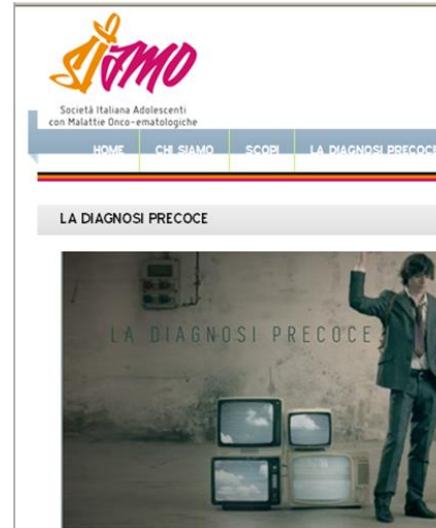 SIAMO
Società Italiana Adolescenti
con Malattie Onco-ematologiche
HOME CHI SIAMO SCOPI LA DIAGNOSI PRECOCE
LA DIAGNOSI PRECOCE
LA DIAGNOSI PRECOCE